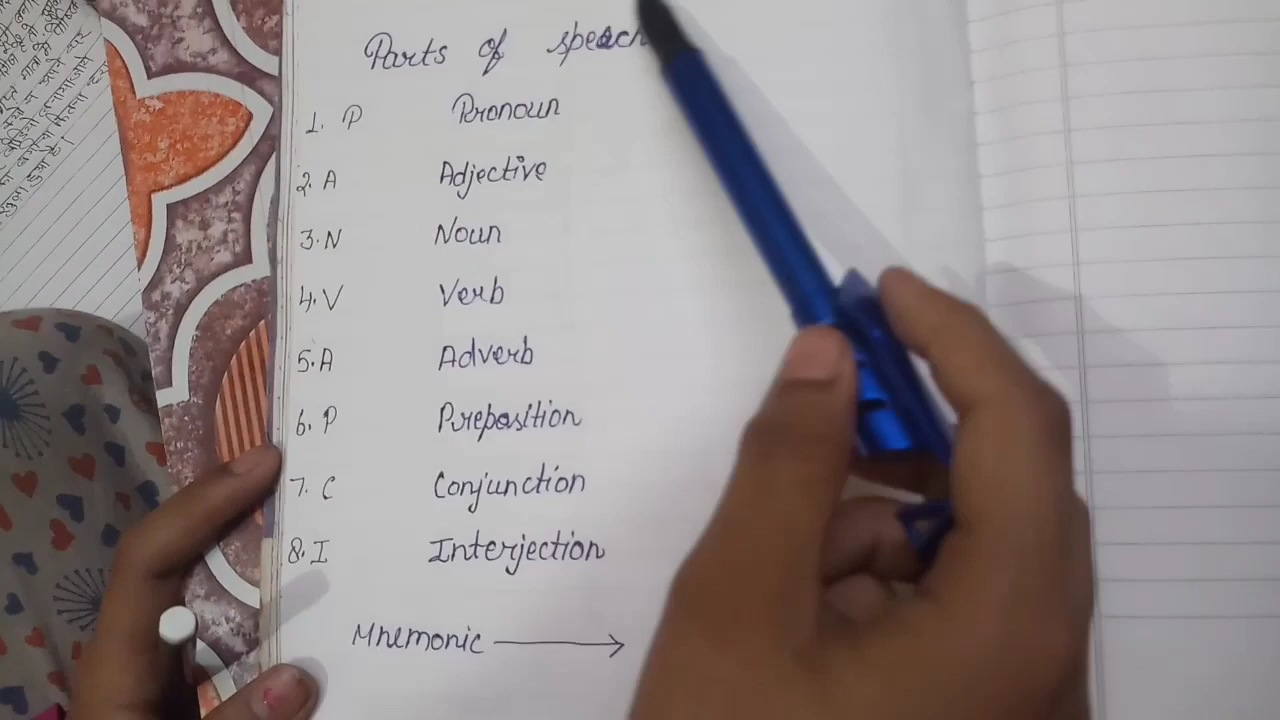 Parts of speech
1. P Pronoun
2. A Adjective
3. N Noun
4. V Verb
5. A Adverb
6. P Preposition
7. C Conjunction
8. I Interjection
Mnemonic →